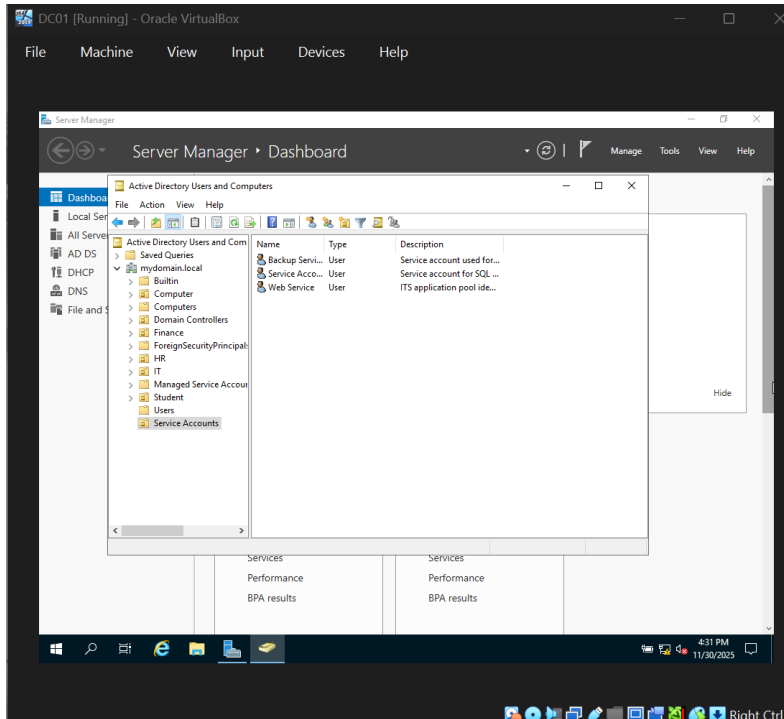 DC01 [Running] - Oracle VirtualBox
File Machine View Input Devices Help
Server Manager
Server Manager • Dashboard
Manage Tools View Help
Dashboa
Local Ser
All Serve
AD DS
DHCP
DNS
File and S
Active Directory Users and Computers
File Action View Help
Active Directory Users and Com
Saved Queries
mydomain.local
Builtin
Computer
Computers
Domain Controllers
Finance
ForeignSecurityPrincipals
HR
IT
Managed Service Accour
Student
Users
Service Accounts
Name Type Description
Backup Servi... User Service account used for...
Service Acco... User Service account for SQL ...
Web Service User ITS application pool ide...
Hide
Services Services
Performance Performance
BPA results BPA results
4:31 PM
11/30/2025
Right Ctrl